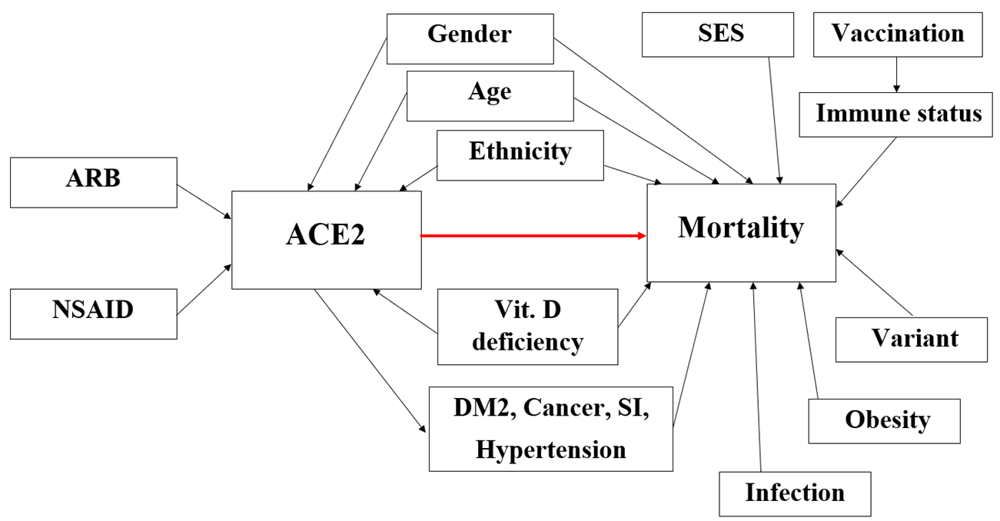 Gender
SES
Vaccination
Age
Immune status
Ethnicity
ARB
ACE2
Mortality
NSAID
Vit. D
deficiency
Variant
DM2, Cancer, SI,
Hypertension
Obesity
Infection